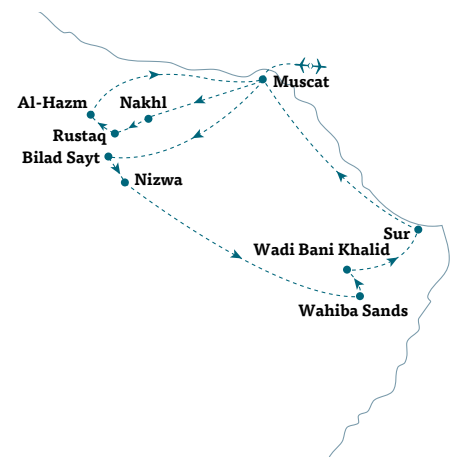 Muscat
Al-Hazm
Nakhl
Rustaq
Bilad Sayt
Nizwa
Sur
Wadi Bani Khalid
Wahiba Sands